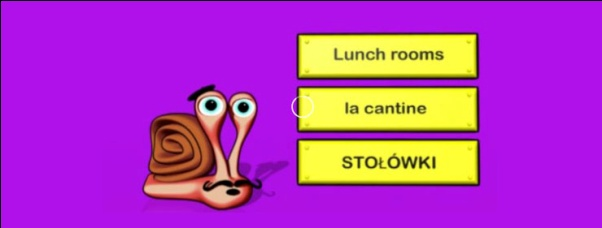 Lunch rooms
la cantine
STOŁÓWKI